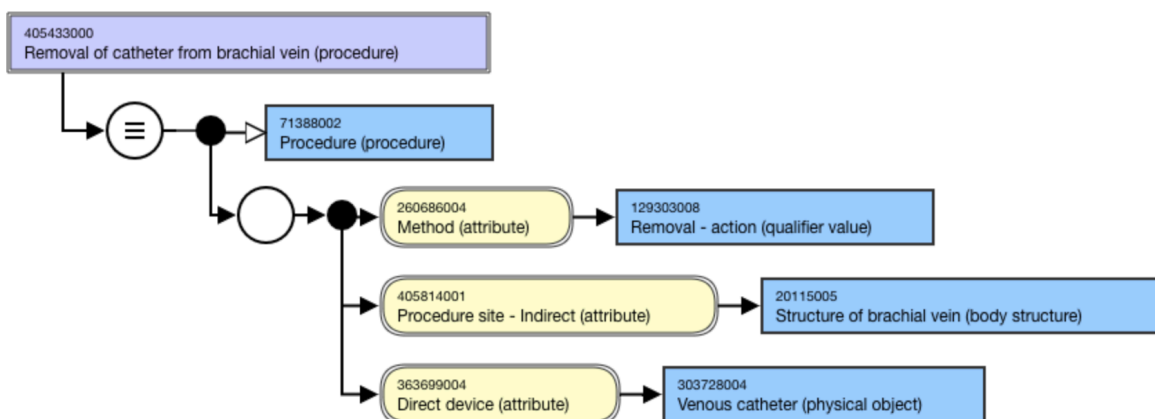 405433000
Removal of catheter from brachial vein (procedure)
71388002
Procedure (procedure)
260686004
Method (attribute)
129303008
Removal - action (qualifier value)
405814001
Procedure site - Indirect (attribute)
20115005
Structure of brachial vein (body structure)
363699004
Direct device (attribute)
303728004
Venous catheter (physical object)